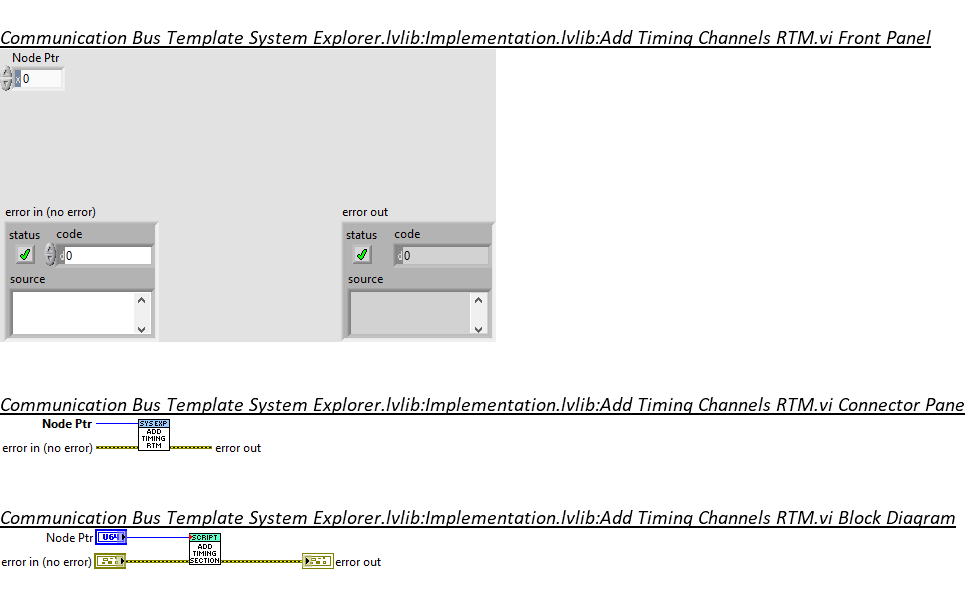 Communication Bus Template System Explorer.lvlib:Implementation.lvlib:Add Timing Channels RTM.vi Front Panel
Node Ptr
x 0
error in (no error)
error out
status code
status code
d 0
d 0
source
source
Communication Bus Template System Explorer.lvlib:Implementation.lvlib:Add Timing Channels RTM.vi Connector Pane
Node Ptr
SYS EXP
ADD
TIMING
RTM
error in (no error)
error out
Communication Bus Template System Explorer.lvlib:Implementation.lvlib:Add Timing Channels RTM.vi Block Diagram
Node Ptr
U64
SCRIPT
ADD
TIMING
SECTION
error in (no error)
error out